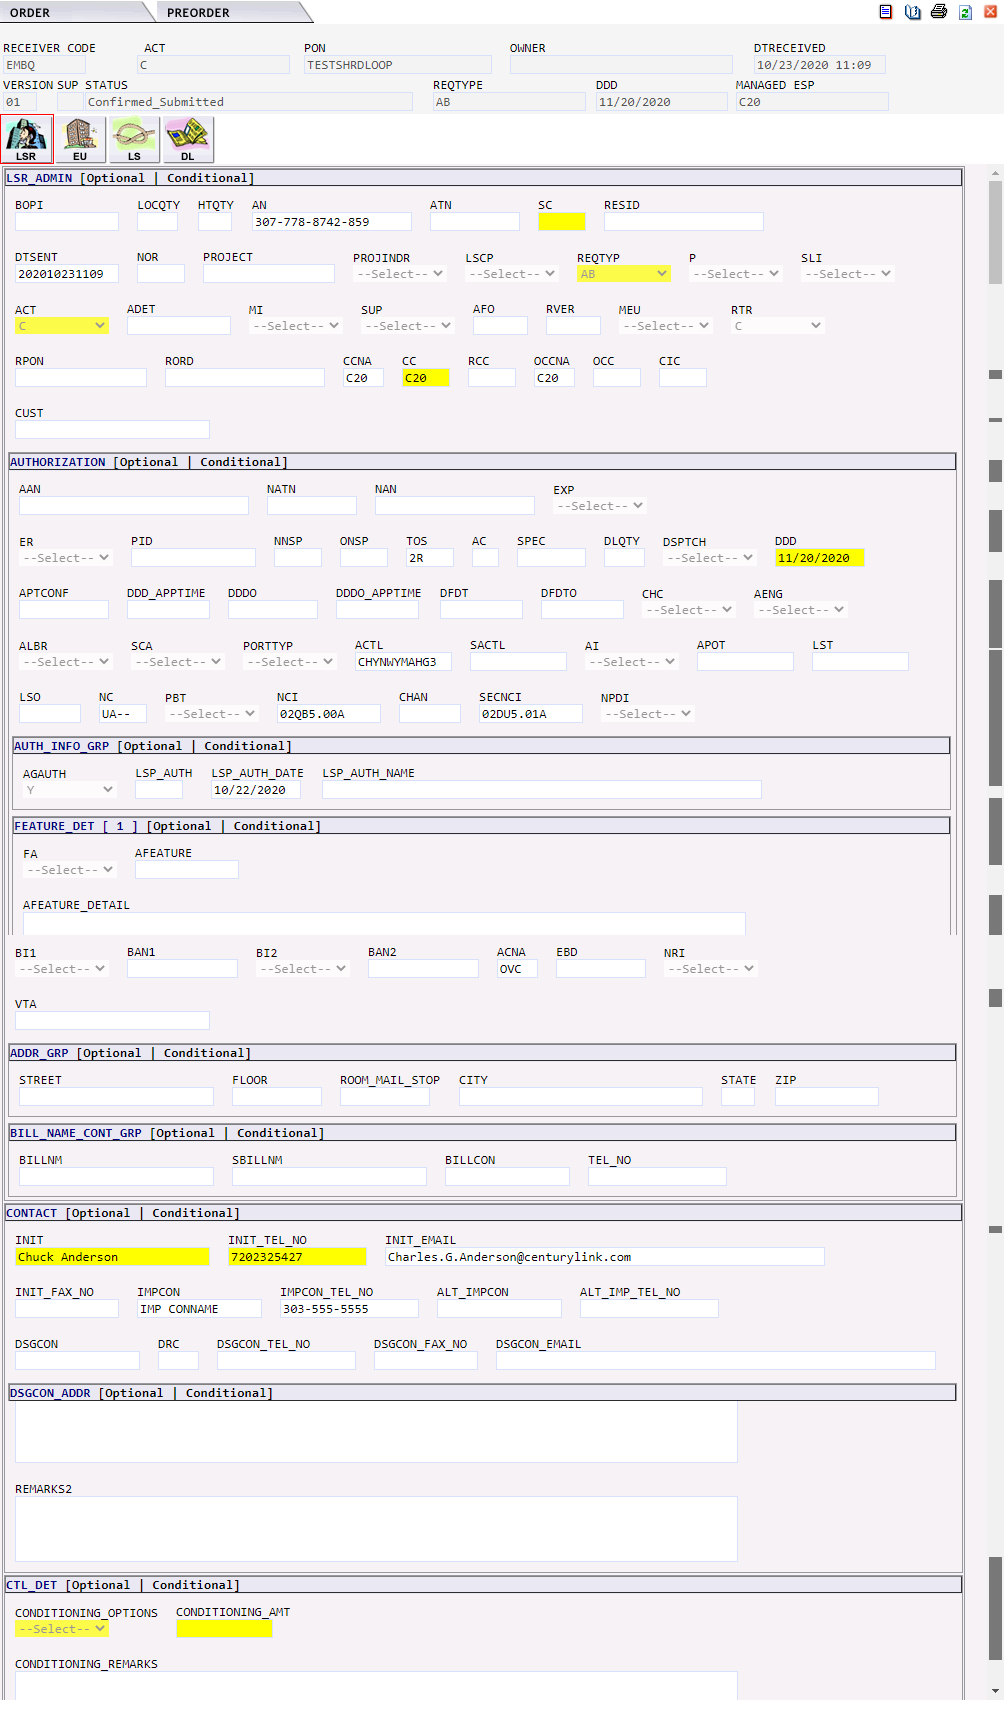 ORDER PREORDER
RECEIVER CODE ACT PON OWNER DTRECEIVED
EMBQ C TESTSHRDLOOP 10/23/2020 11:09
VERSION SUP STATUS REQTYPE DDD MANAGED ESP
01 Confirmed_Submitted AB 11/20/2020 C20
LSR EU LS DL
LSR_ADMIN [Optional | Conditional]
BOPI LOCQTY HTQTY AN ATN SC RESID
307-778-8742-859
DTSENT NOR PROJECT PROJINDR LSCP REQTYP P SLI
202010231109 --Select-- --Select-- AB --Select-- --Select--
ACT ADET MI SUP AFO RVER MEU RTR
C --Select-- --Select-- --Select-- C
RPON RORD CCNA CC RCC OCCNA OCC CIC
C20 C20 C20
CUST
AUTHORIZATION [Optional | Conditional]
AAN NATN NAN EXP
--Select--
ER PID NNSP ONSP TOS AC SPEC DLQTY DSPTCH DDD
--Select-- 2R --Select-- 11/20/2020
APTCONF DDD_APPTIME DDDO DDDO_APPTIME DFDT DFDTO CHC AENG
--Select-- --Select--
ALBR SCA PORTTYP ACTL SACTL AI APOT LST
--Select-- --Select-- --Select-- CHYNWYMAHG3 --Select--
LSO NC PBT NCI CHAN SECNCI NPDI
UA-- --Select-- 02QB5.00A 02DU5.01A --Select--
AUTH_INFO_GRP [Optional | Conditional]
AGAUTH LSP_AUTH LSP_AUTH_DATE LSP_AUTH_NAME
Y 10/22/2020
FEATURE_DET [ 1 ] [Optional | Conditional]
FA AFEATURE
--Select--
AFEATURE_DETAIL
BI1 BAN1 BI2 BAN2 ACNA EBD NRI
--Select-- --Select-- OVC --Select--
VTA
ADDR_GRP [Optional | Conditional]
STREET FLOOR ROOM_MAIL_STOP CITY STATE ZIP
BILL_NAME_CONT_GRP [Optional | Conditional]
BILLNM SBILLNM BILLCON TEL_NO
CONTACT [Optional | Conditional]
INIT INIT_TEL_NO INIT_EMAIL
Chuck Anderson 7202325427 Charles.G.Anderson@centurylink.com
INIT_FAX_NO IMPCON IMPCON_TEL_NO ALT_IMPCON ALT_IMP_TEL_NO
IMP CONNAME 303-555-5555
DSGCON DRC DSGCON_TEL_NO DSGCON_FAX_NO DSGCON_EMAIL
DSGCON_ADDR [Optional | Conditional]
REMARKS2
CTL_DET [Optional | Conditional]
CONDITIONING_OPTIONS CONDITIONING_AMT
--Select--
CONDITIONING_REMARKS